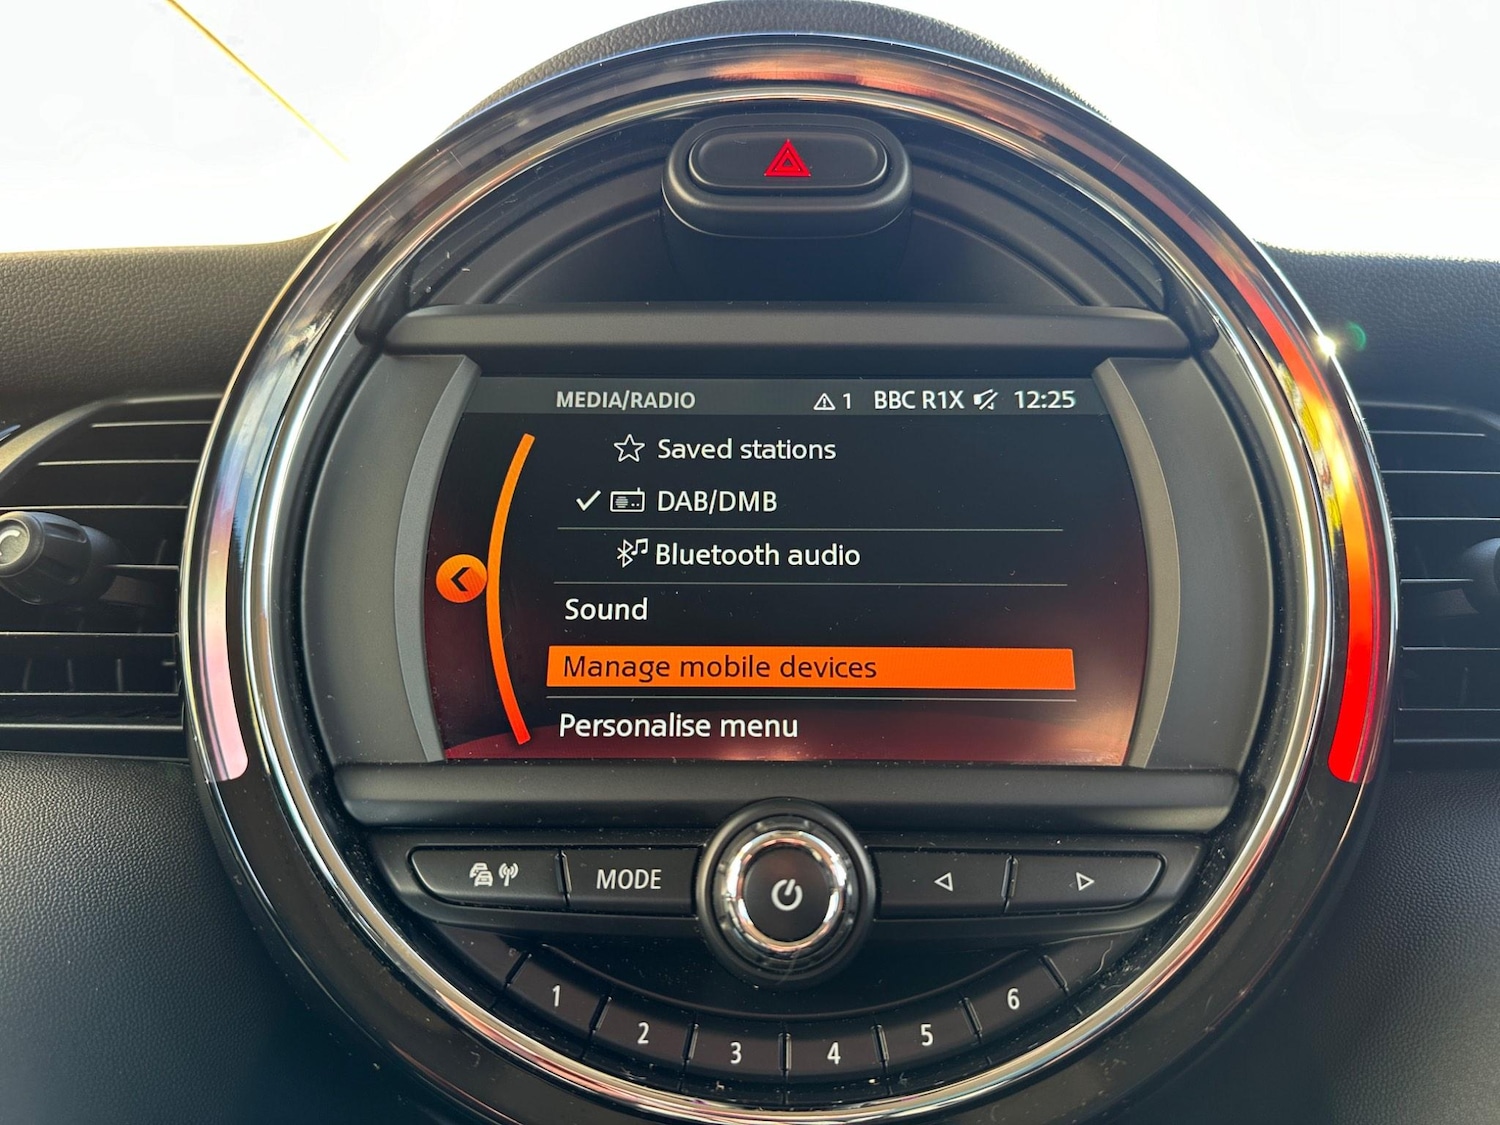 MEDIA/RADIO 1 BBC R1X 12:25
Saved stations
DAB/DMB
Bluetooth audio
Sound
Manage mobile devices
Personalise menu
MODE
1 2 3 4 5 6